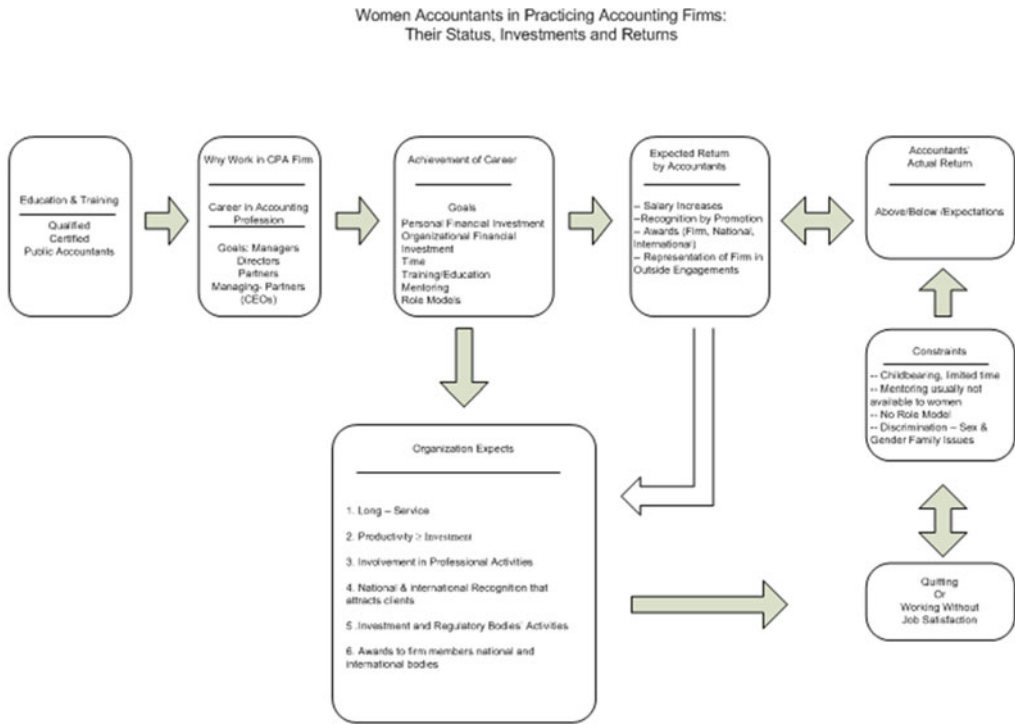 Women Accountants in Practicing Accounting Firms:
Their Status, Investments and Returns
Education & Training
Qualified
Certified
Public Accountants
Why Work in CPA Firm
Career in Accounting
Profession
Goals: Managers
Directors
Partners
Managing- Partners
(CEOs)
Achievement of Career
Goals
Personal Financial Investment
Organizational Financial
Investment
Time
Training/Education
Mentoring
Role Models
Expected Return
by Accountants
-- Salary Increases
--Recognition by Promotion
-- Awards (Firm, National,
International)
-- Representation of Firm in
Outside Engagements
Accountants'
Actual Return
Above/Below /Expectations
Constraints
-- Childbearing, limited time
-- Mentoring usually not
available to women
-- No Role Model
-- Discrimination – Sex &
Gender Family Issues
Organization Expects
1. Long – Service
2. Productivity ≥ Investment
3. Involvement in Professional Activities
4. National & international Recognition that
attracts clients
5 .Investment and Regulatory Bodies' Activities
6. Awards to firm members national and
international bodies
Quitting
Or
Working Without
Job Satisfaction